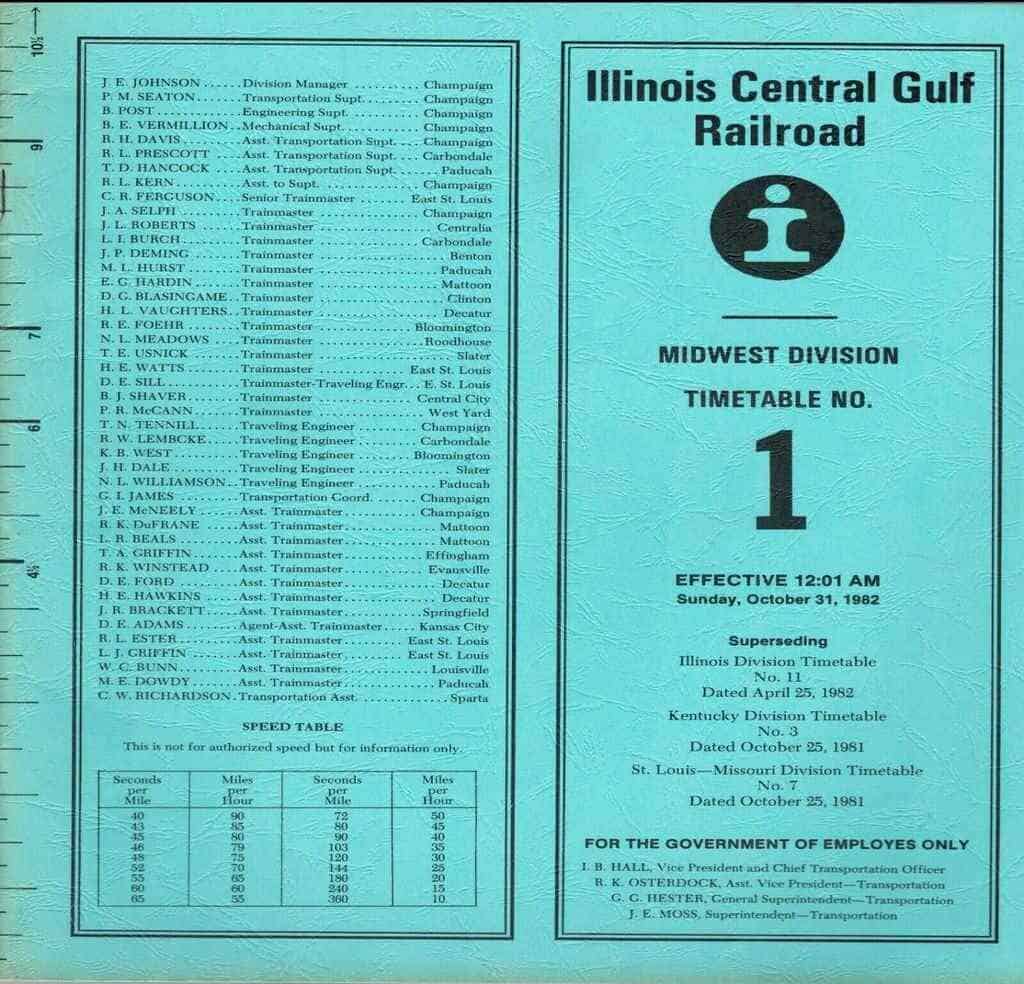 10½
9
7
6
4½
J. E. JOHNSON ..... Division Manager .......... Champaign
P. M. SEATON ...... Transportation Supt. ....... Champaign
B. POST ........... Engineering Supt. .......... Champaign
B. E. VERMILLION .. Mechanical Supt. ........... Champaign
R. H. DAVIS ....... Asst. Transportation Supt. ... Champaign
R. L. PRESCOTT .... Asst. Transportation Supt. ... Carbondale
T. D. HANCOCK ..... Asst. Transportation Supt. ... Paducah
R. L. KERN ........ Asst. to Supt. ............. Champaign
C. R. FERGUSON .... Senior Trainmaster ......... East St. Louis
J. A. SELPH ....... Trainmaster ................ Champaign
J. L. ROBERTS ..... Trainmaster ................ Centralia
L. I. BURCH ....... Trainmaster ................ Carbondale
J. P. DEMING ...... Trainmaster ................ Benton
M. L. HURST ....... Trainmaster ................ Paducah
E. G. HARDIN ...... Trainmaster ................ Mattoon
D. G. BLASINGAME .. Trainmaster ................ Clinton
H. L. VAUGHTERS ... Trainmaster ................ Decatur
R. E. FOEHR ....... Trainmaster ................ Bloomington
N. L. MEADOWS ..... Trainmaster ................ Roodhouse
T. E. USNICK ...... Trainmaster ................ Slater
H. E. WATTS ....... Trainmaster ................ East St. Louis
D. E. SILL ........ Trainmaster-Traveling Engr. .. E. St. Louis
B. J. SHAVER ...... Trainmaster ................ Central City
P. R. McCANN ...... Trainmaster ................ West Yard
T. N. TENNILL ..... Traveling Engineer ......... Champaign
R. W. LEMBCKE ..... Traveling Engineer ......... Carbondale
K. B. WEST ........ Traveling Engineer ......... Bloomington
J. H. DALE ........ Traveling Engineer ......... Slater
N. L. WILLIAMSON .. Traveling Engineer ......... Paducah
G. I. JAMES ....... Transportation Coord. ...... Champaign
J. E. McNEELY ..... Asst. Trainmaster .......... Champaign
R. K. DuFRANE ..... Asst. Trainmaster .......... Mattoon
L. R. BEALS ....... Asst. Trainmaster .......... Mattoon
T. A. GRIFFIN ..... Asst. Trainmaster .......... Effingham
R. K. WINSTEAD .... Asst. Trainmaster .......... Evansville
D. E. FORD ........ Asst. Trainmaster .......... Decatur
H. E. HAWKINS ..... Asst. Trainmaster .......... Decatur
J. R. BRACKETT .... Asst. Trainmaster .......... Springfield
D. E. ADAMS ....... Agent-Asst. Trainmaster .... Kansas City
R. L. ESTER ....... Asst. Trainmaster .......... East St. Louis
L. J. GRIFFIN ..... Asst. Trainmaster .......... East St. Louis
W. C. BUNN ........ Asst. Trainmaster .......... Louisville
M. E. DOWDY ....... Asst. Trainmaster .......... Paducah
C. W. RICHARDSON .. Transportation Asst. ....... Sparta
SPEED TABLE
This is not for authorized speed but for information only.
Seconds Miles Seconds Miles
per per per per
Mile Hour Mile Hour
40 90 72 50
43 85 80 45
45 80 90 40
46 79 103 35
48 75 120 30
52 70 144 25
55 65 180 20
60 60 240 15
65 55 360 10
Illinois Central Gulf
Railroad
i
MIDWEST DIVISION
TIMETABLE NO.
1
EFFECTIVE 12:01 AM
Sunday, October 31, 1982
Superseding
Illinois Division Timetable
No. 11
Dated April 25, 1982
Kentucky Division Timetable
No. 3
Dated October 25, 1981
St. Louis—Missouri Division Timetable
No. 7
Dated October 25, 1981
FOR THE GOVERNMENT OF EMPLOYES ONLY
I. B. HALL, Vice President and Chief Transportation Officer
R. K. OSTERDOCK, Asst. Vice President—Transportation
G. G. HESTER, General Superintendent—Transportation
J. E. MOSS, Superintendent—Transportation